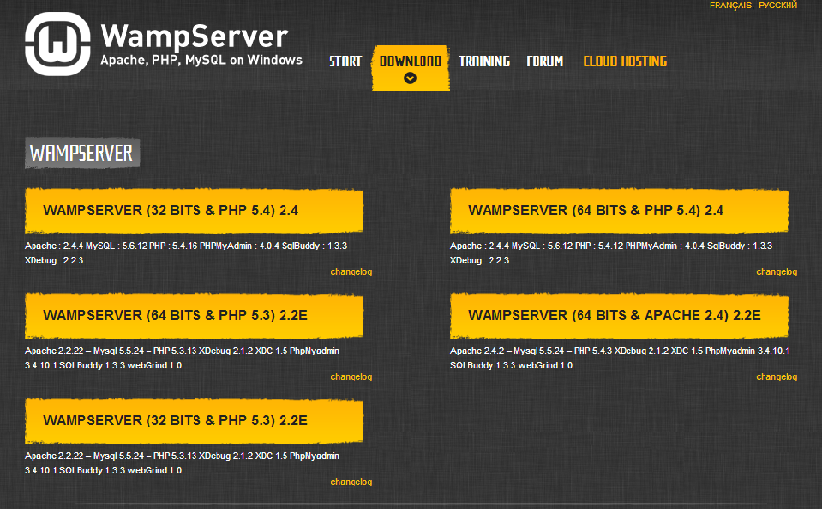 FRANÇAIS РУССКИЙ
WampServer
Apache, PHP, MySQL on Windows
START DOWNLOAD TRAINING FORUM CLOUD HOSTING
WAMPSERVER
WAMPSERVER (32 BITS & PHP 5.4) 2.4
Apache : 2.4.4 MySQL : 5.6.12 PHP : 5.4.16 PHPMyAdmin : 4.0.4 SqlBuddy : 1.3.3
XDebug : 2.2.3
changelog
WAMPSERVER (64 BITS & PHP 5.4) 2.4
Apache : 2.4.4 MySQL : 5.6.12 PHP : 5.4.12 PHPMyAdmin : 4.0.4 SqlBuddy : 1.3.3
XDebug : 2.2.3
changelog
WAMPSERVER (64 BITS & PHP 5.3) 2.2E
Apache 2.2.22 – Mysql 5.5.24 – PHP 5.3.13 XDebug 2.1.2 XDC 1.5 PhpMyadmin
3.4.10.1 SQLBuddy 1.3.3 webGrind 1.0
changelog
WAMPSERVER (64 BITS & APACHE 2.4) 2.2E
Apache 2.4.2 – Mysql 5.5.24 – PHP 5.4.3 XDebug 2.1.2 XDC 1.5 PhpMyadmin 3.4.10.1
SQLBuddy 1.3.3 webGrind 1.0
changelog
WAMPSERVER (32 BITS & PHP 5.3) 2.2E
Apache 2.2.22 – Mysql 5.5.24 – PHP 5.3.13 XDebug 2.1.2 XDC 1.5 PhpMyadmin
3.4.10.1 SQLBuddy 1.3.3 webGrind 1.0
changelog